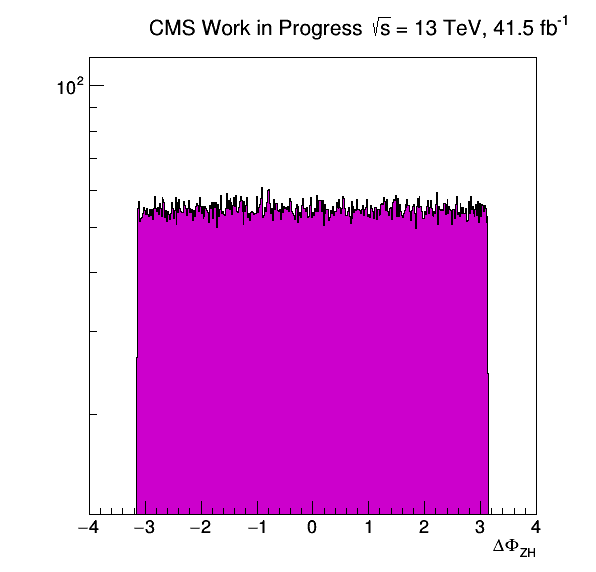 CMS Work in Progress √s = 13 TeV, 41.5 fb⁻¹
10²
−4 −3 −2 −1 0 1 2 3 4
ΔΦ_ZH